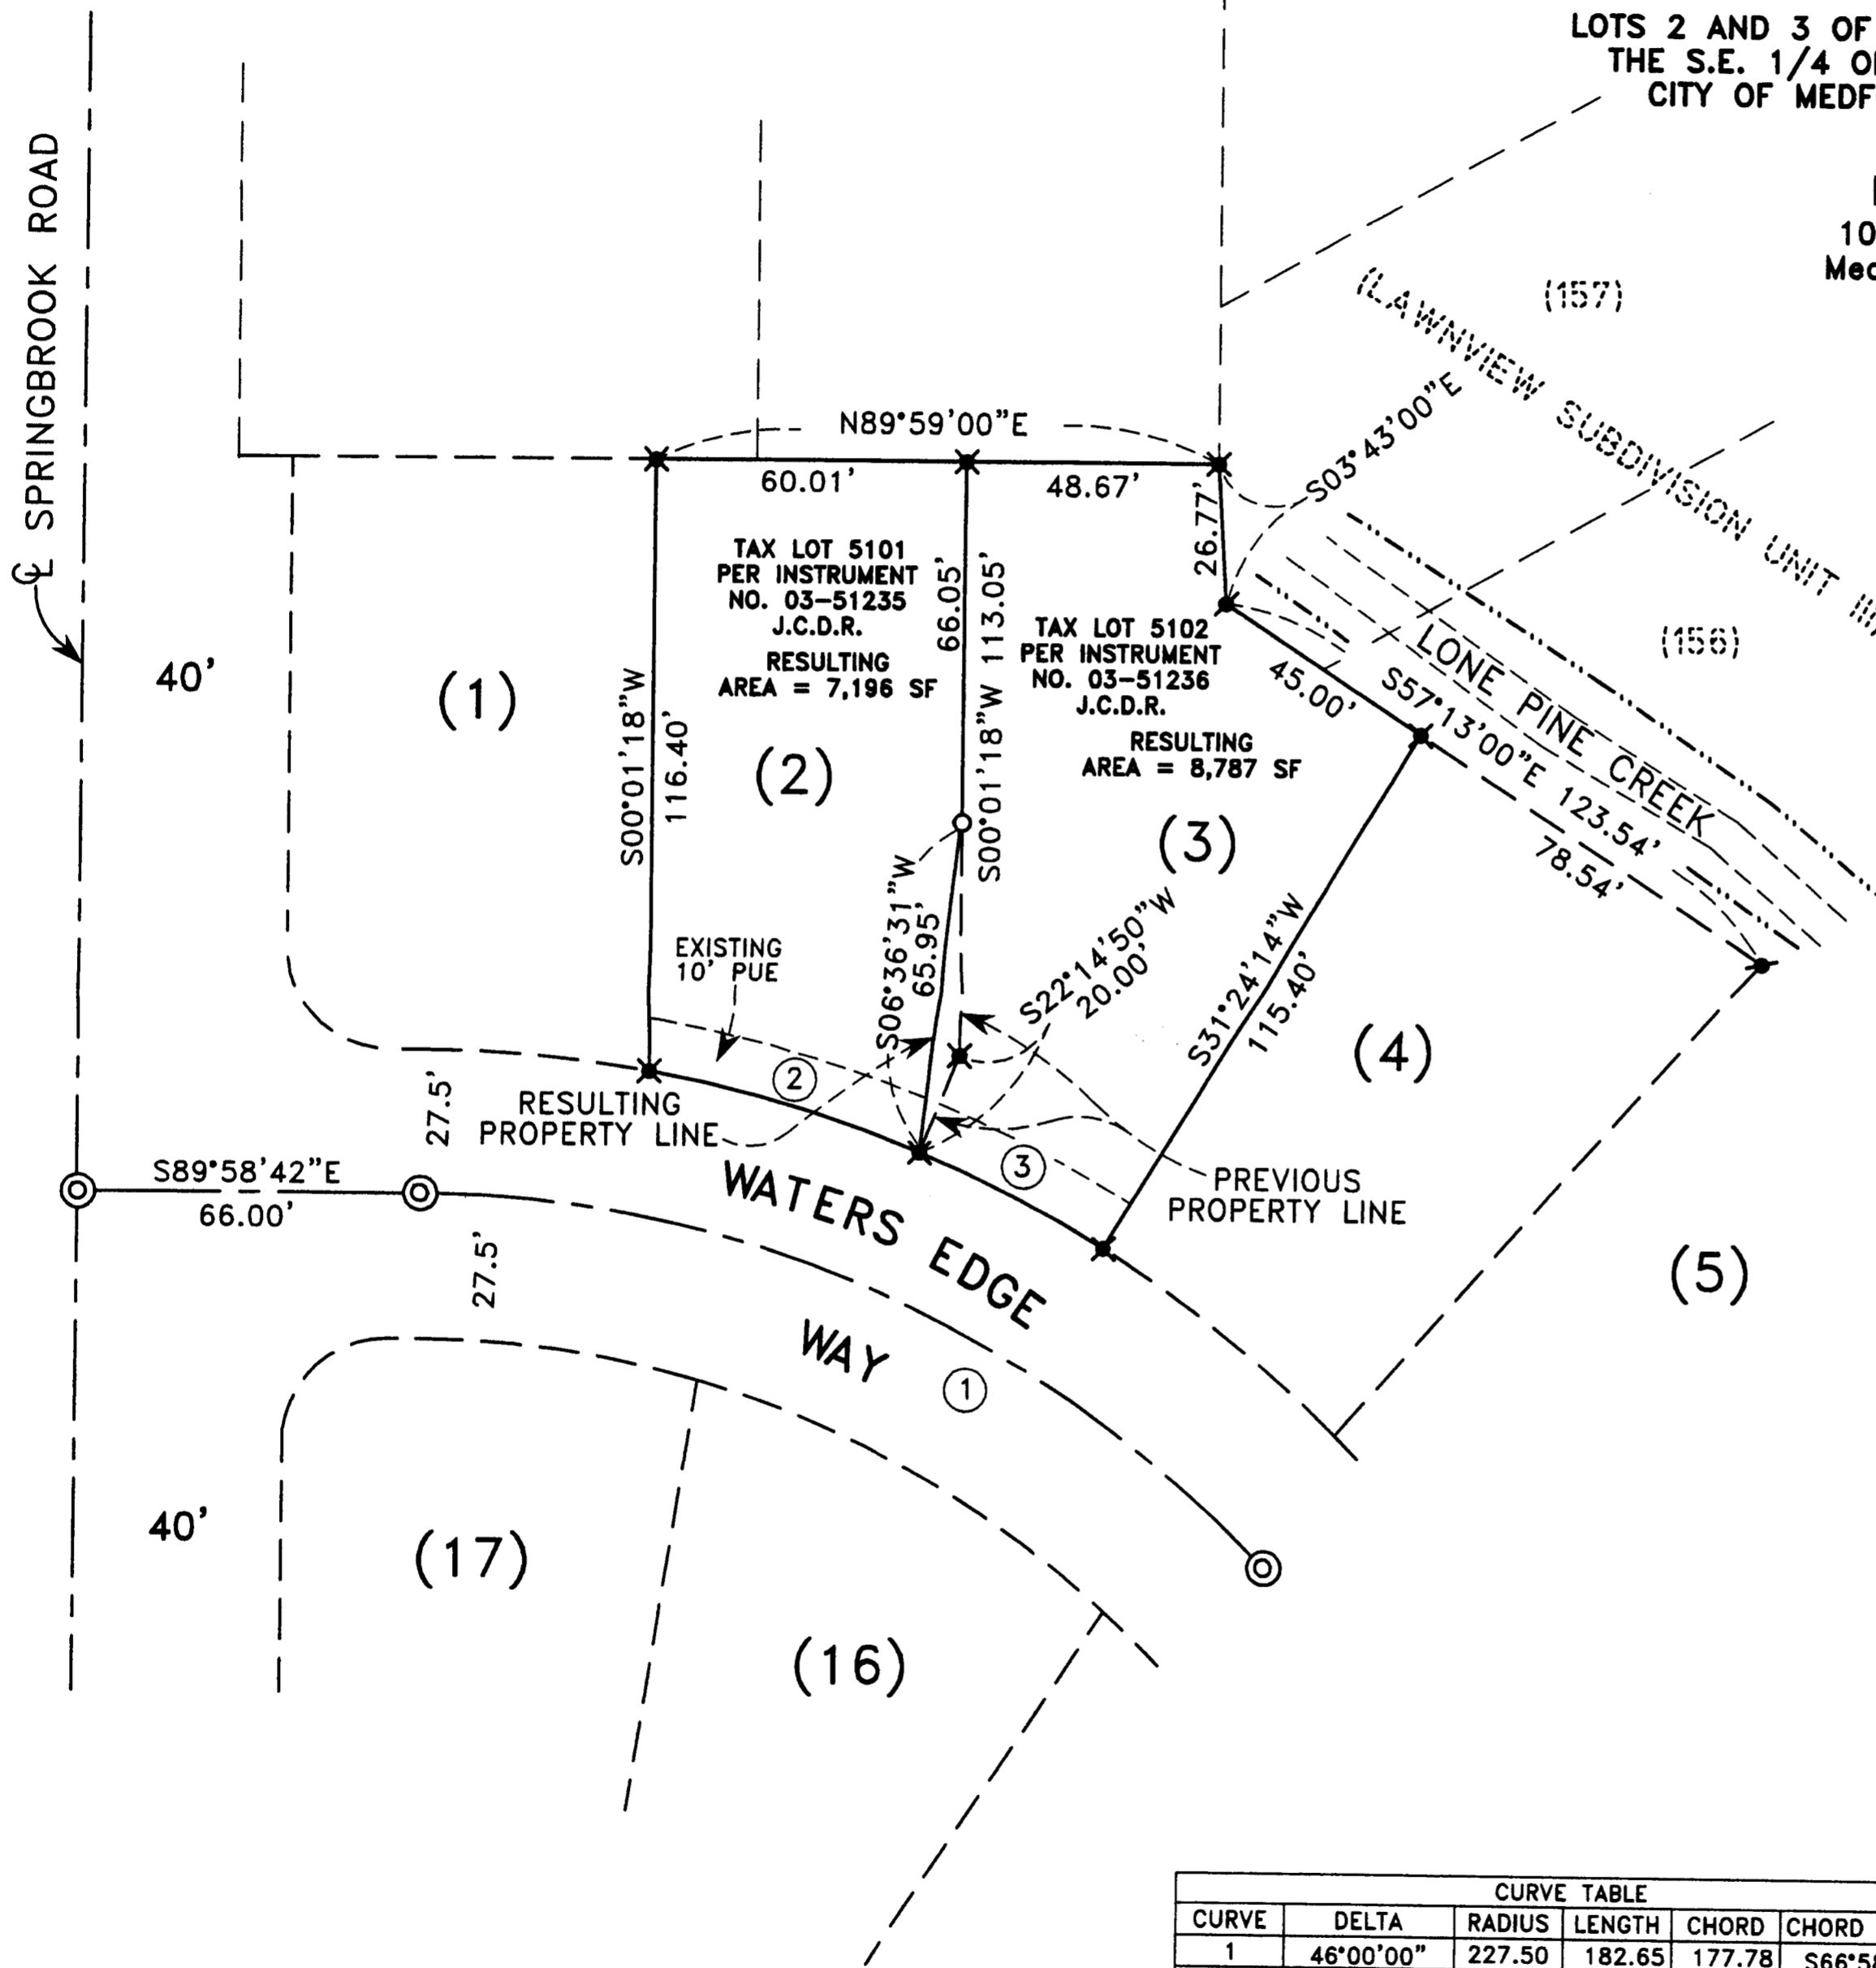 LOTS 2 AND 3 OF
THE S.E. 1/4
CITY OF
10
℄ SPRINGBROOK ROAD
(157)
(LAWNVIEW SUBDIVISION UNIT
N89°59'00"E
60.01'
48.67'
S03°43'00"E
26.77'
TAX LOT 5101
PER INSTRUMENT
NO. 03-51235
J.C.D.R.
RESULTING
AREA = 7,196 SF
66.05'
S00°01'18"W 113.05'
TAX LOT 5102
PER INSTRUMENT
NO. 03-51236
J.C.D.R.
RESULTING
AREA = 8,787 SF
(156)
LONE PINE CREEK
45.00'
S57°13'00"E 123.54'
78.54'
40'
(1)
S00°01'18"W
116.40'
(2)
(3)
S06°36'31"W
65.95'
S22°14'50"W
20.00'
S31°24'14"W
115.40'
EXISTING
10' PUE
(4)
2
27.5'
RESULTING
PROPERTY LINE
3
S89°58'42"E
66.00'
PREVIOUS
PROPERTY LINE
WATERS EDGE
WAY
27.5'
(5)
1
40'
(17)
(16)
CURVE TABLE
CURVE DELTA RADIUS LENGTH CHORD CHORD
1 46°00'00" 227.50 182.65 177.78